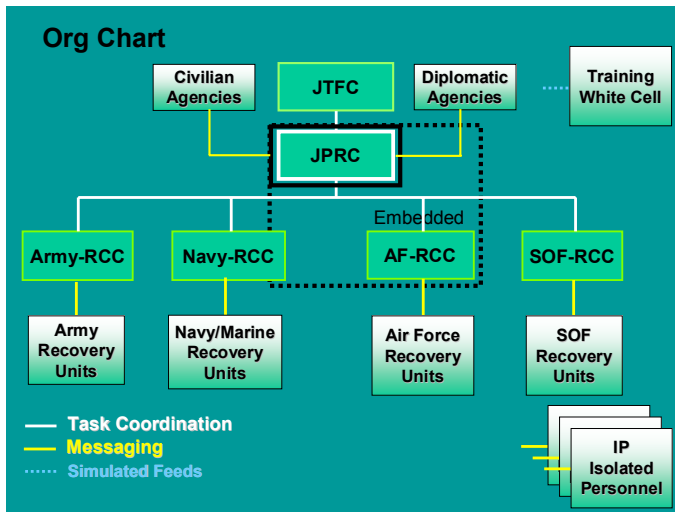 Org Chart
Civilian
Agencies
JTFC
Diplomatic
Agencies
Training
White Cell
JPRC
Embedded
Army-RCC
Navy-RCC
AF-RCC
SOF-RCC
Army
Recovery
Units
Navy/Marine
Recovery
Units
Air Force
Recovery
Units
SOF
Recovery
Units
Task Coordination
Messaging
Simulated Feeds
IP
Isolated
Personnel